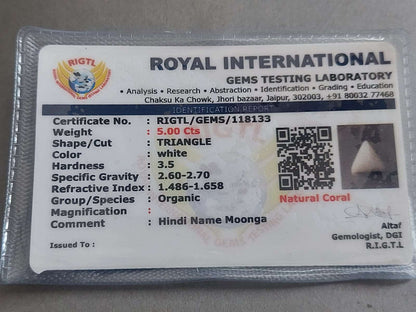 RIGTL
ROYAL INTERNATIONAL
GEMS TESTING LABORATORY
• Analysis • Research • Abstraction • Identification • Grading • Education
Chaksu Ka Chowk, Jhori bazaar, Jaipur, 302003, +91 80032 77468
IDENTIFICATION REPORT
Certificate No. : RIGTL/GEMS/118133
Weight : 5.00 Cts
Shape/Cut : TRIANGLE
Color : white
Hardness : 3.5
Specific Gravity : 2.60-2.70
Refractive Index : 1.486-1.658
Group/Species : Organic
Magnification :
Comment : Hindi Name Moonga
Issued To :
Natural Coral
Altaf
Gemologist, DGI
R.I.G.T.L